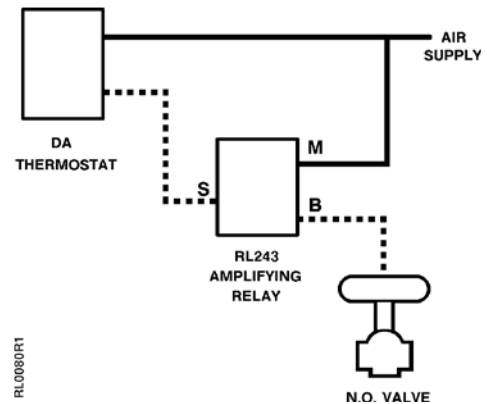 AIR
SUPPLY
DA
THERMOSTAT
M
S
B
RL243
AMPLIFYING
RELAY
RL0080R1
N.O. VALVE